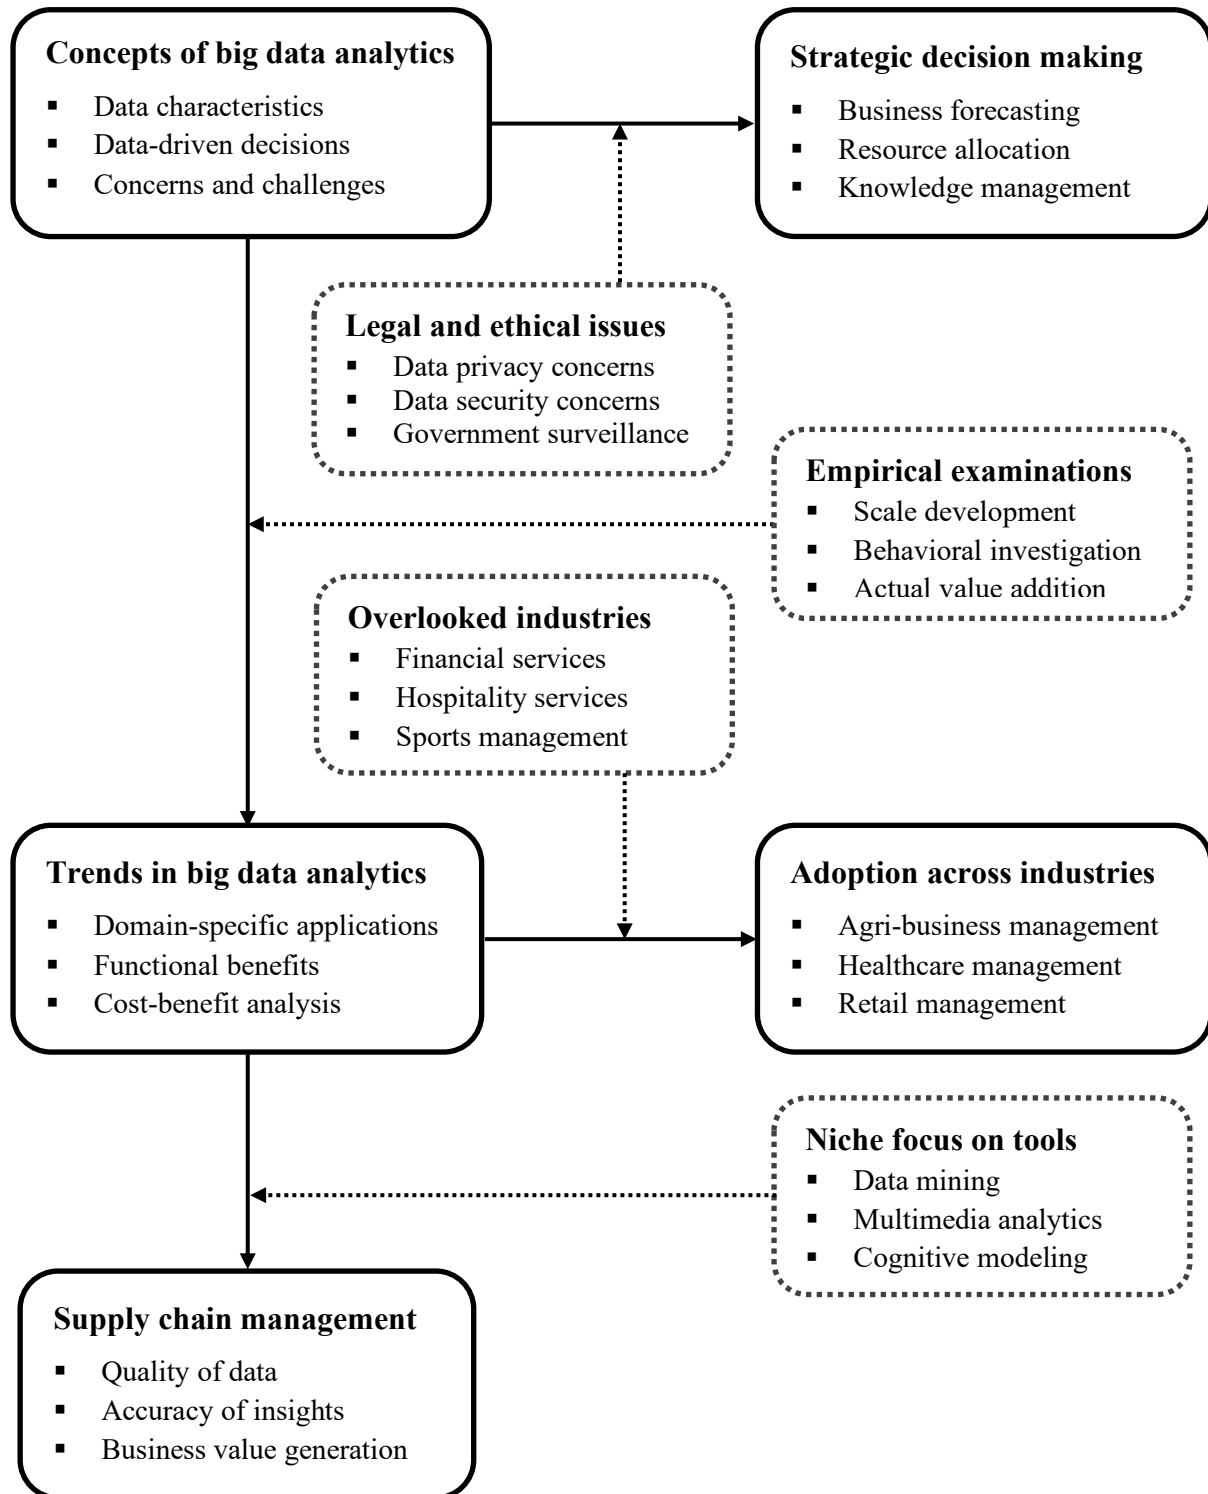 Concepts of big data analytics
▪ Data characteristics
▪ Data-driven decisions
▪ Concerns and challenges
Strategic decision making
▪ Business forecasting
▪ Resource allocation
▪ Knowledge management
Legal and ethical issues
▪ Data privacy concerns
▪ Data security concerns
▪ Government surveillance
Empirical examinations
▪ Scale development
▪ Behavioral investigation
▪ Actual value addition
Overlooked industries
▪ Financial services
▪ Hospitality services
▪ Sports management
Trends in big data analytics
▪ Domain-specific applications
▪ Functional benefits
▪ Cost-benefit analysis
Adoption across industries
▪ Agri-business management
▪ Healthcare management
▪ Retail management
Niche focus on tools
▪ Data mining
▪ Multimedia analytics
▪ Cognitive modeling
Supply chain management
▪ Quality of data
▪ Accuracy of insights
▪ Business value generation